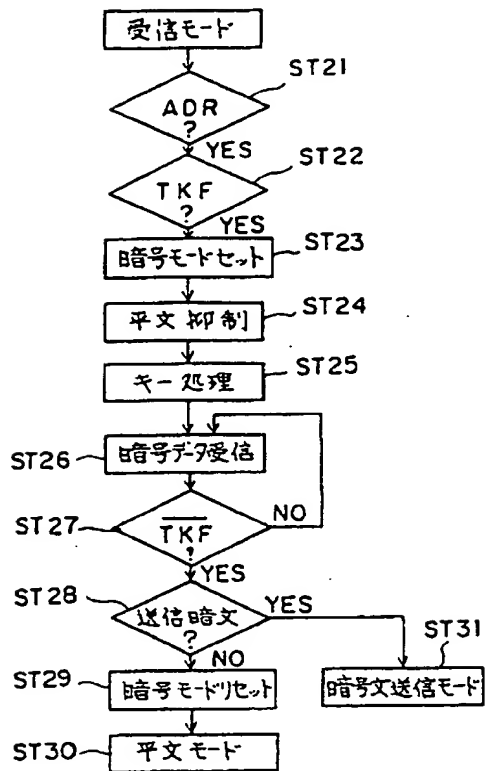 受信モード
ST21
ADR
?
YES
ST22
TKF
?
YES
ST23
暗号モードセット
ST24
平文抑制
ST25
キー処理
ST26
暗号データ受信
ST27
TKF
?
NO
YES
ST28
送信暗文
?
YES
NO
ST31
暗号文送信モード
ST29
暗号モードリセット
ST30
平文モード